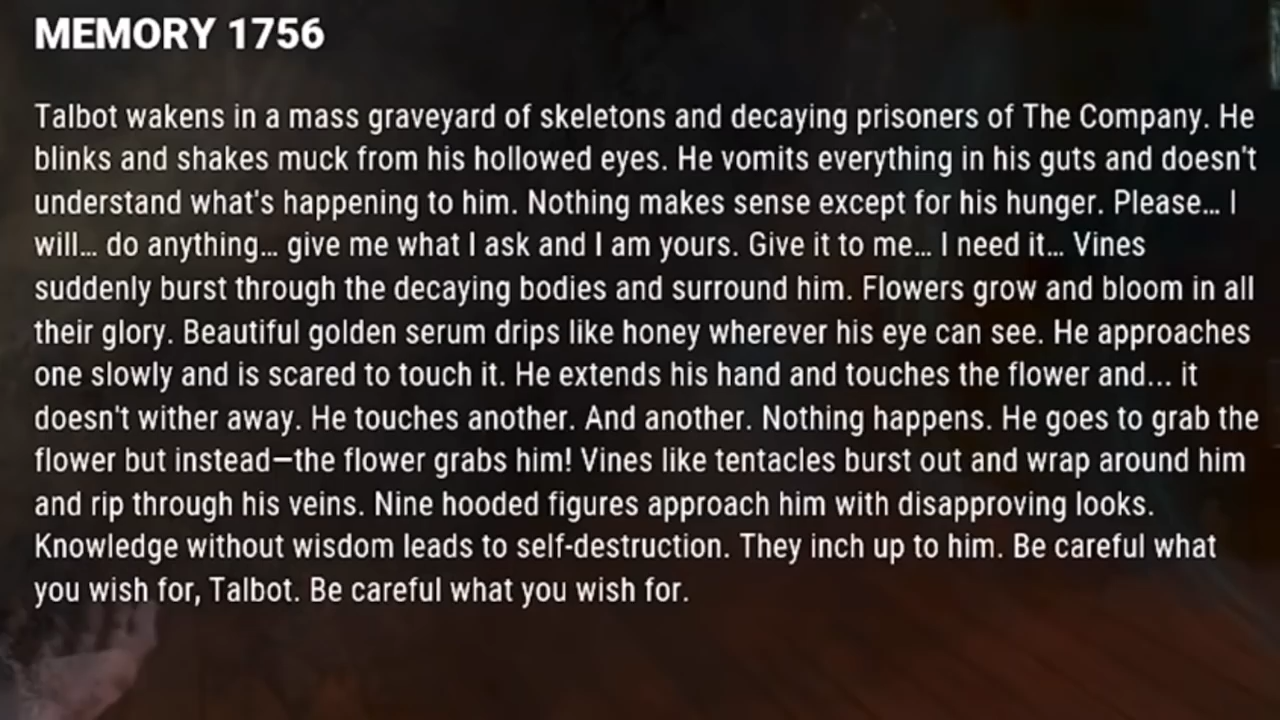 MEMORY 1756
Talbot wakens in a mass graveyard of skeletons and decaying prisoners of The Company. He
blinks and shakes muck from his hollowed eyes. He vomits everything in his guts and doesn't
understand what's happening to him. Nothing makes sense except for his hunger. Please... I
will... do anything... give me what I ask and I am yours. Give it to me... I need it... Vines
suddenly burst through the decaying bodies and surround him. Flowers grow and bloom in all
their glory. Beautiful golden serum drips like honey wherever his eye can see. He approaches
one slowly and is scared to touch it. He extends his hand and touches the flower and... it
doesn't wither away. He touches another. And another. Nothing happens. He goes to grab the
flower but instead—the flower grabs him! Vines like tentacles burst out and wrap around him
and rip through his veins. Nine hooded figures approach him with disapproving looks.
Knowledge without wisdom leads to self-destruction. They inch up to him. Be careful what
you wish for, Talbot. Be careful what you wish for.